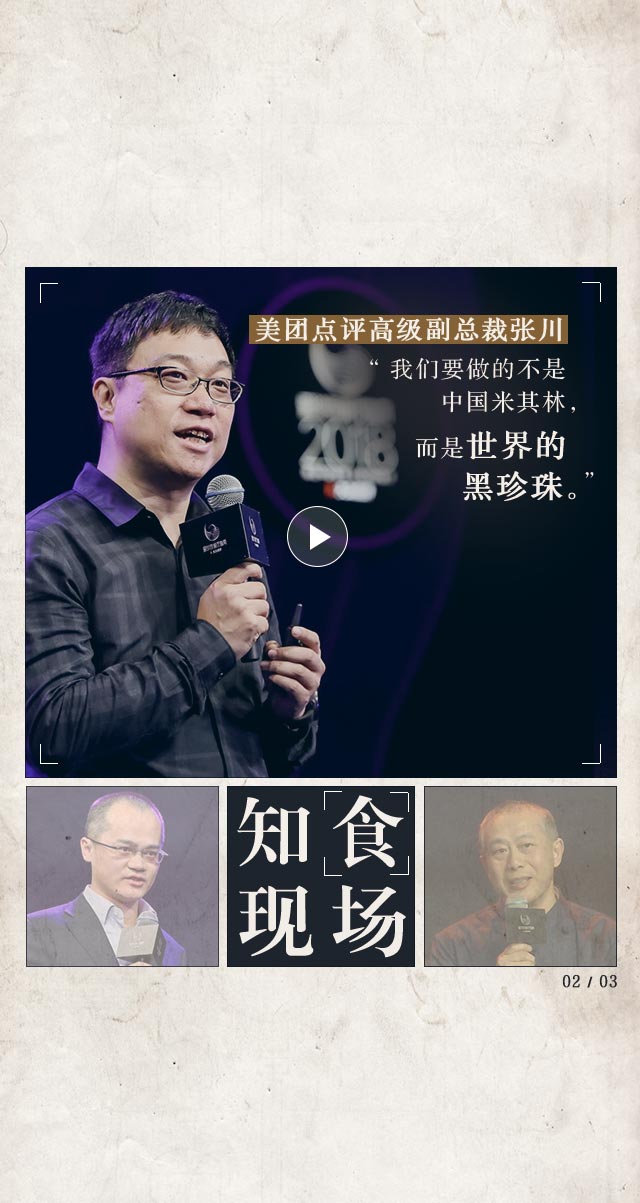 美团点评高级副总裁张川
“我们要做的不是
中国米其林，
而是世界的
黑珍珠。”
2018
知食
现场
02 / 03